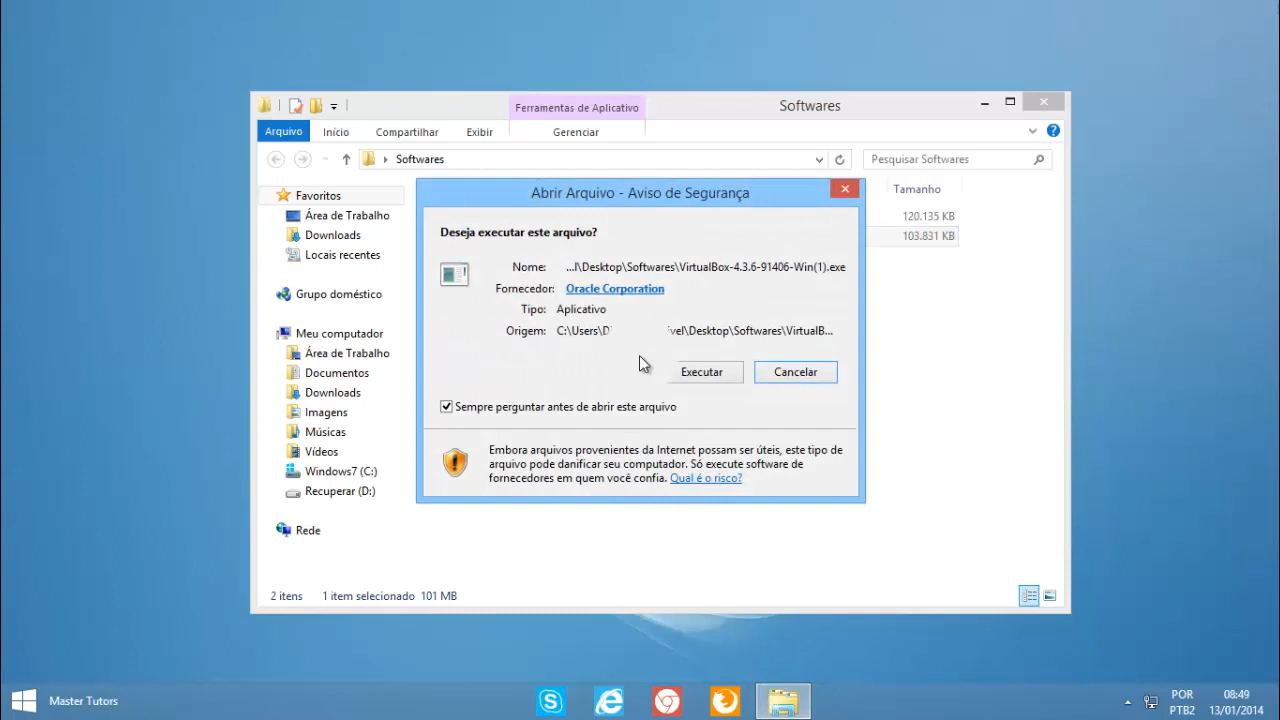 Ferramentas de Aplicativo
Softwares
Arquivo Início Compartilhar Exibir Gerenciar
Softwares
Pesquisar Softwares
Favoritos
Área de Trabalho
Downloads
Locais recentes
Grupo doméstico
Meu computador
Área de Trabalho
Documentos
Downloads
Imagens
Músicas
Vídeos
Windows7 (C:)
Recuperar (D:)
Rede
Tamanho
120.135 KB
103.831 KB
Abrir Arquivo - Aviso de Segurança
Deseja executar este arquivo?
Nome: ...l\Desktop\Softwares\VirtualBox-4.3.6-91406-Win(1).exe
Fornecedor: Oracle Corporation
Tipo: Aplicativo
Origem: C:\Users\D vel\Desktop\Softwares\VirtualB...
Executar Cancelar
Sempre perguntar antes de abrir este arquivo
Embora arquivos provenientes da Internet possam ser úteis, este tipo de
arquivo pode danificar seu computador. Só execute software de
fornecedores em quem você confia. Qual é o risco?
2 itens 1 item selecionado 101 MB
Master Tutors
POR
PTB2
08:49
13/01/2014